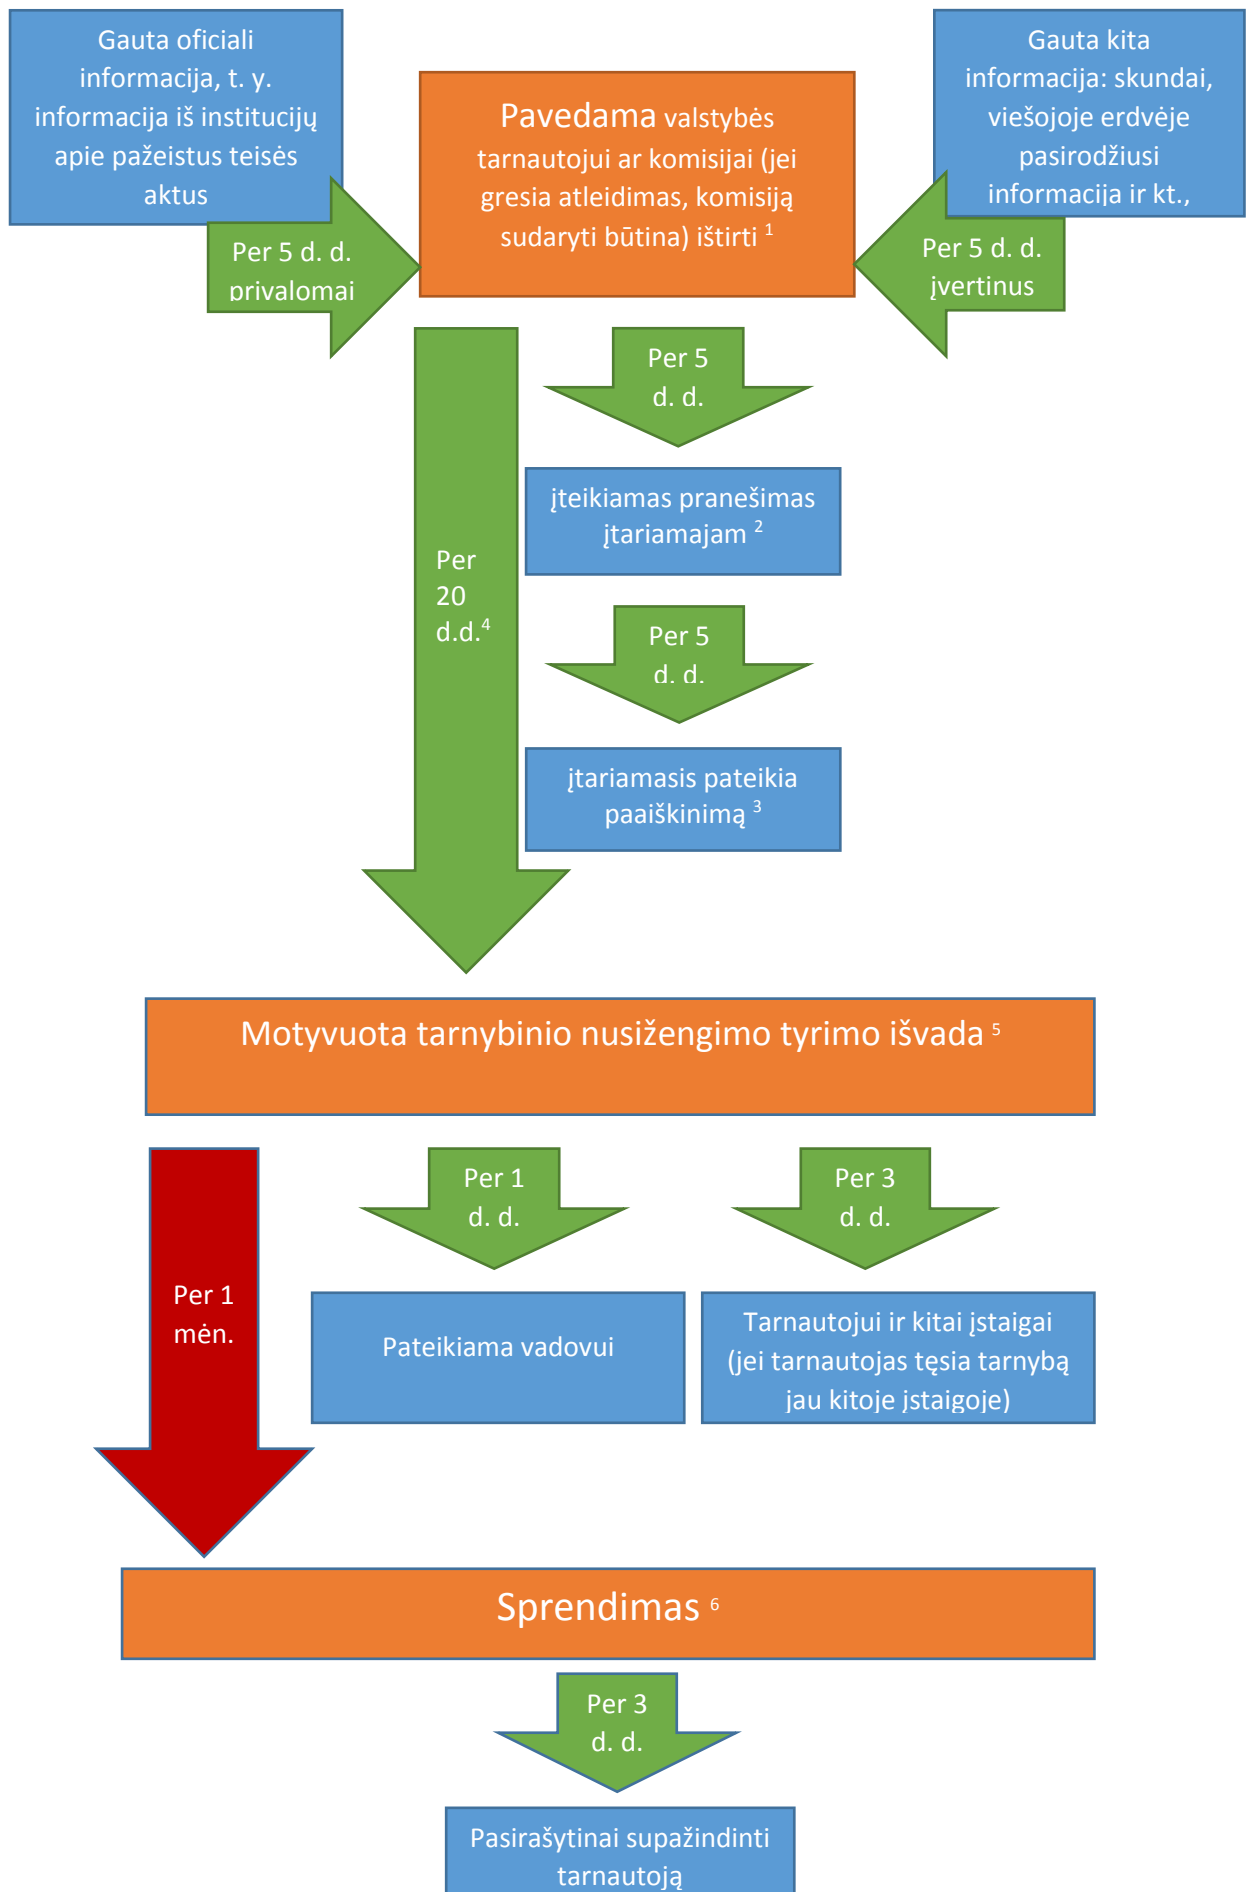 Gauta oficiali
informacija, t. y.
informacija iš institucijų
apie pažeistus teisės
aktus
Per 5 d. d.
privalomai
Pavedama valstybės
tarnautojui ar komisijai (jei
gresia atleidimas, komisiją
sudaryti būtina) ištirti 1
Gauta kita
informacija: skundai,
viešojoje erdvėje
pasirodžiusi
informacija ir kt.,
Per 5 d. d.
įvertinus
Per 5
d. d.
įteikiamas pranešimas
įtariamajam 2
Per
20
d.d.4
Per 5
d. d.
įtariamasis pateikia
paaiškinimą 3
Motyvuota tarnybinio nusižengimo tyrimo išvada 5
Per 1
mėn.
Per 1
d. d.
Pateikiama vadovui
Per 3
d. d.
Tarnautojui ir kitai įstaigai
(jei tarnautojas tęsia tarnybą
jau kitoje įstaigoje)
Sprendimas 6
Per 3
d. d.
Pasirašytinai supažindinti
tarnautoją